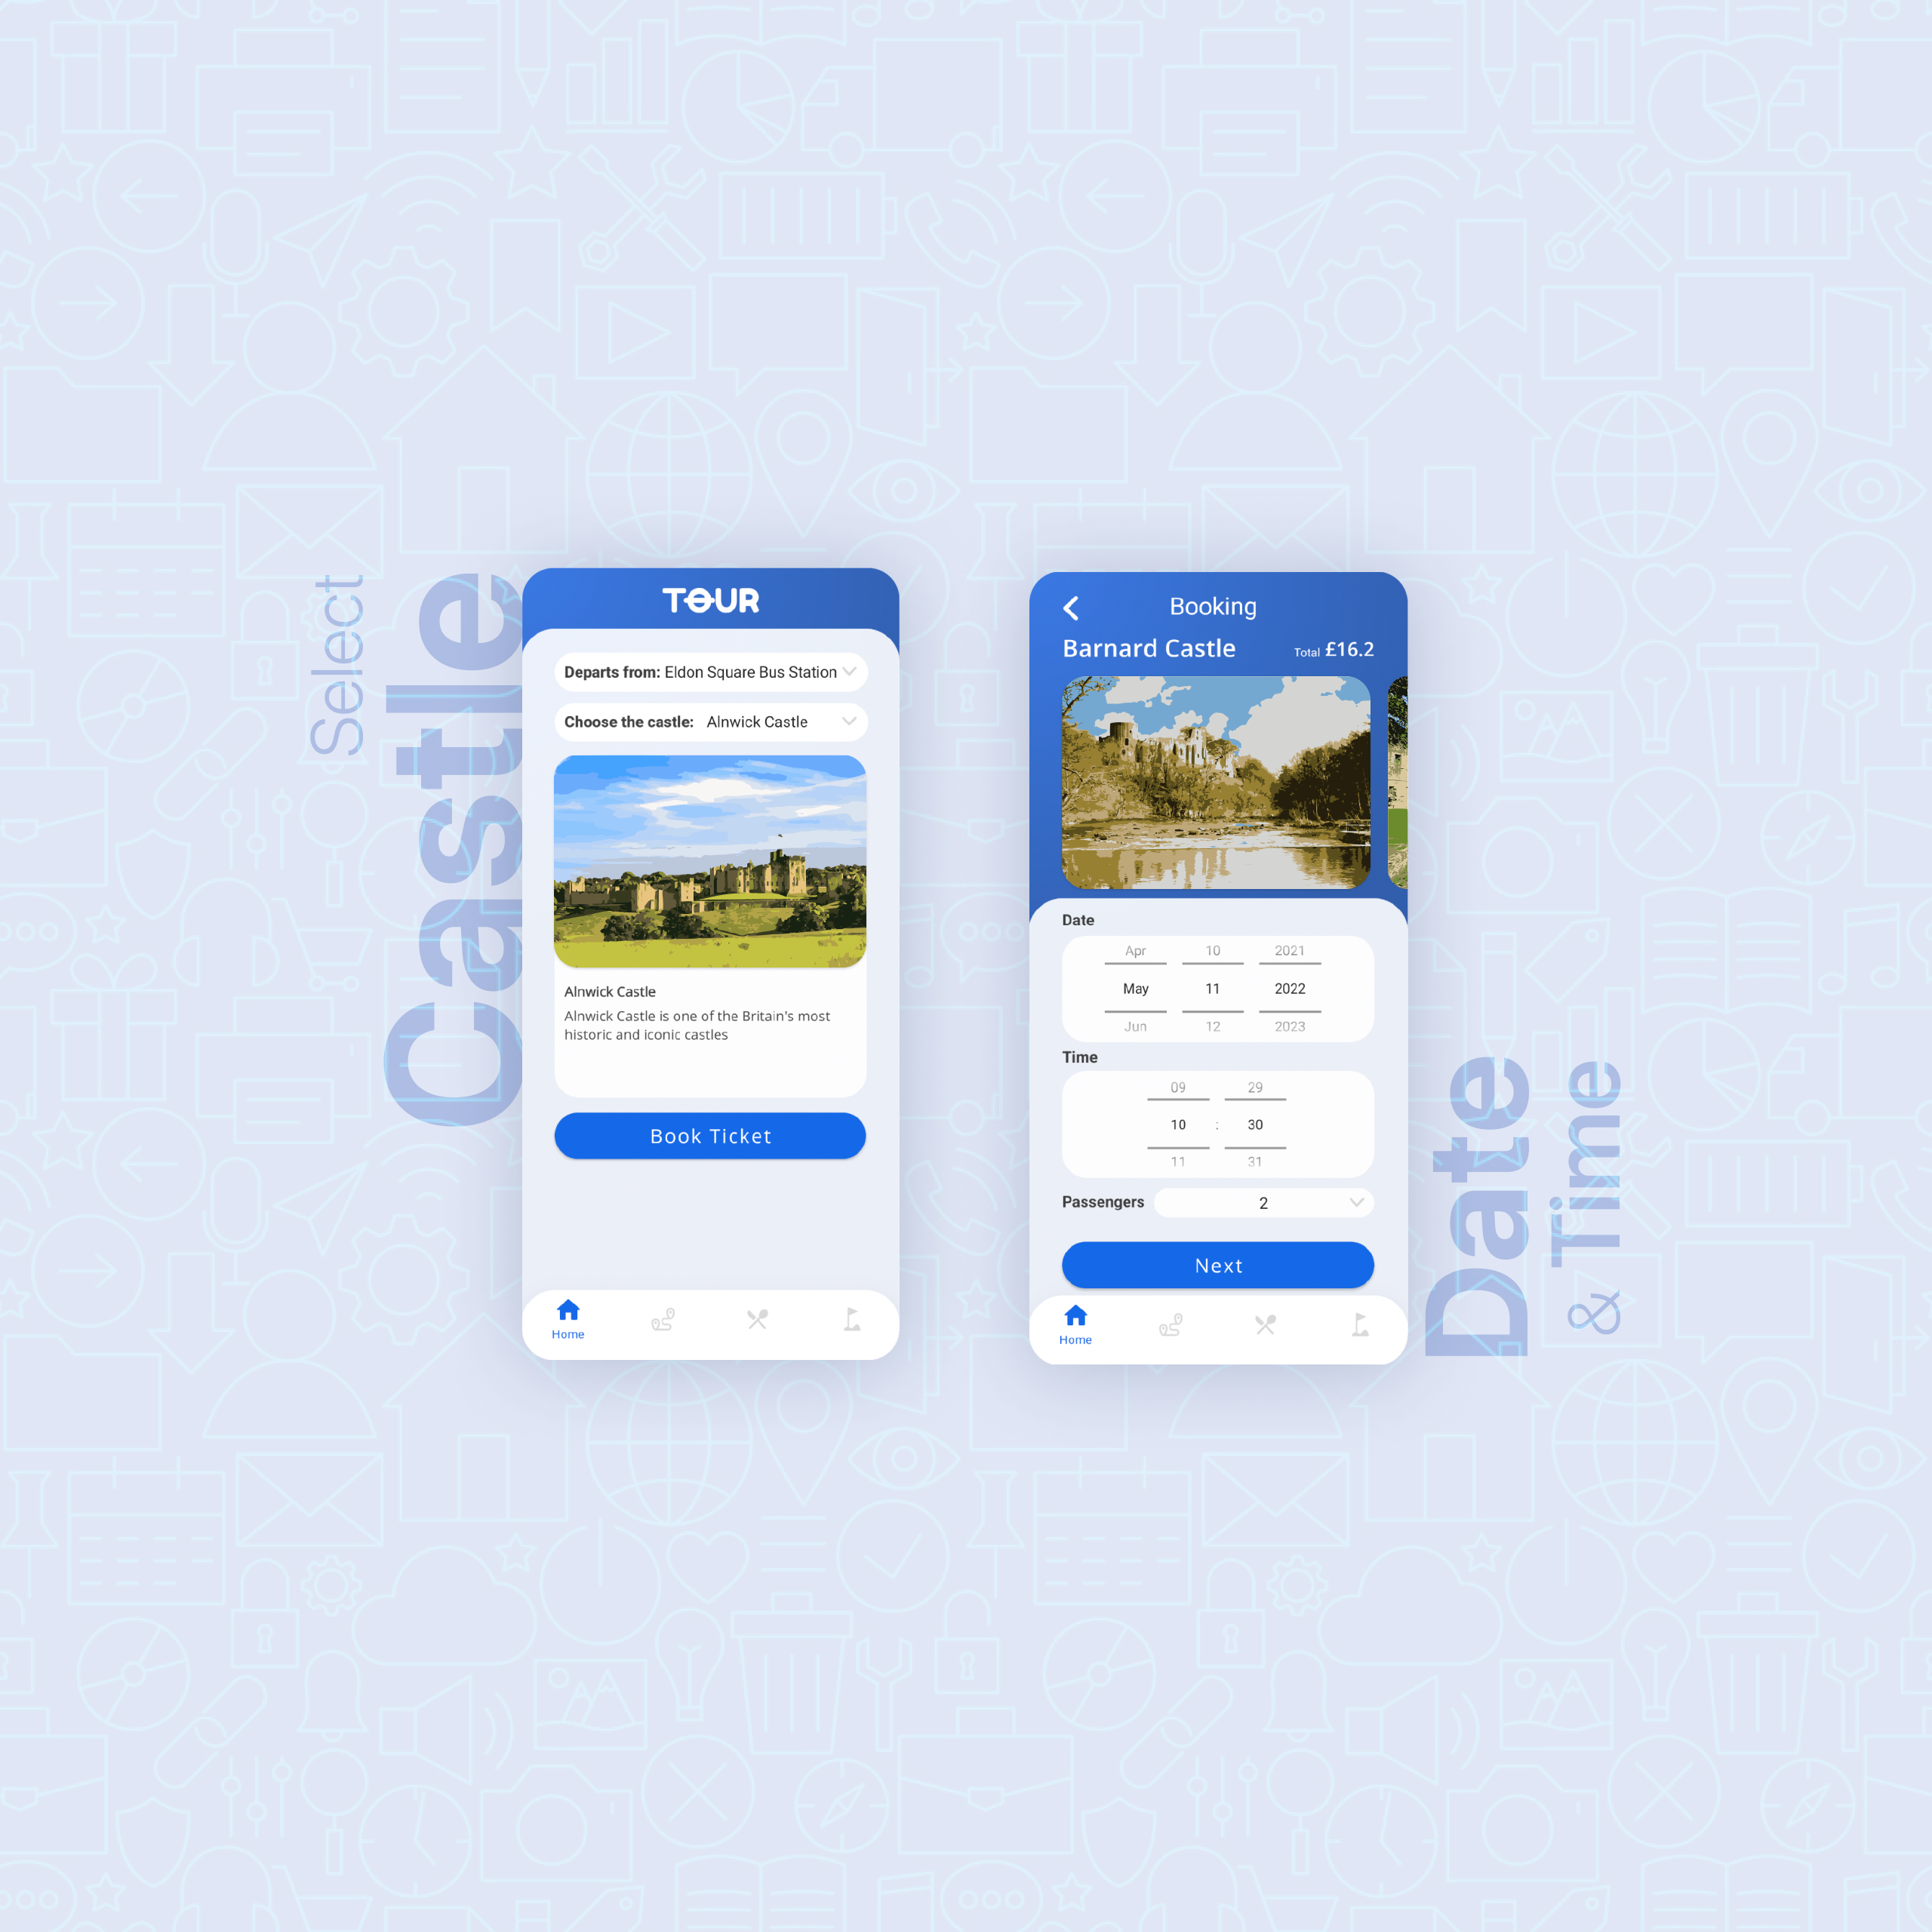 Select
Castle
TOUR
Departs from: Eldon Square Bus Station
Choose the castle: Alnwick Castle
Alnwick Castle
Alnwick Castle is one of the Britain's most
historic and iconic castles
Book Ticket
Home
Booking
Barnard Castle Total £16.2
Date
Apr 10 2021
May 11 2022
Jun 12 2023
Time
09 29
10 : 30
11 31
Passengers 2
Next
Home
Date
& Time